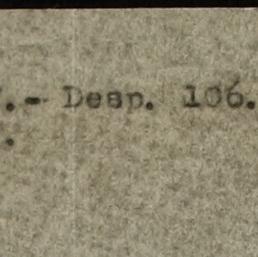 .- Desp. 106.
.